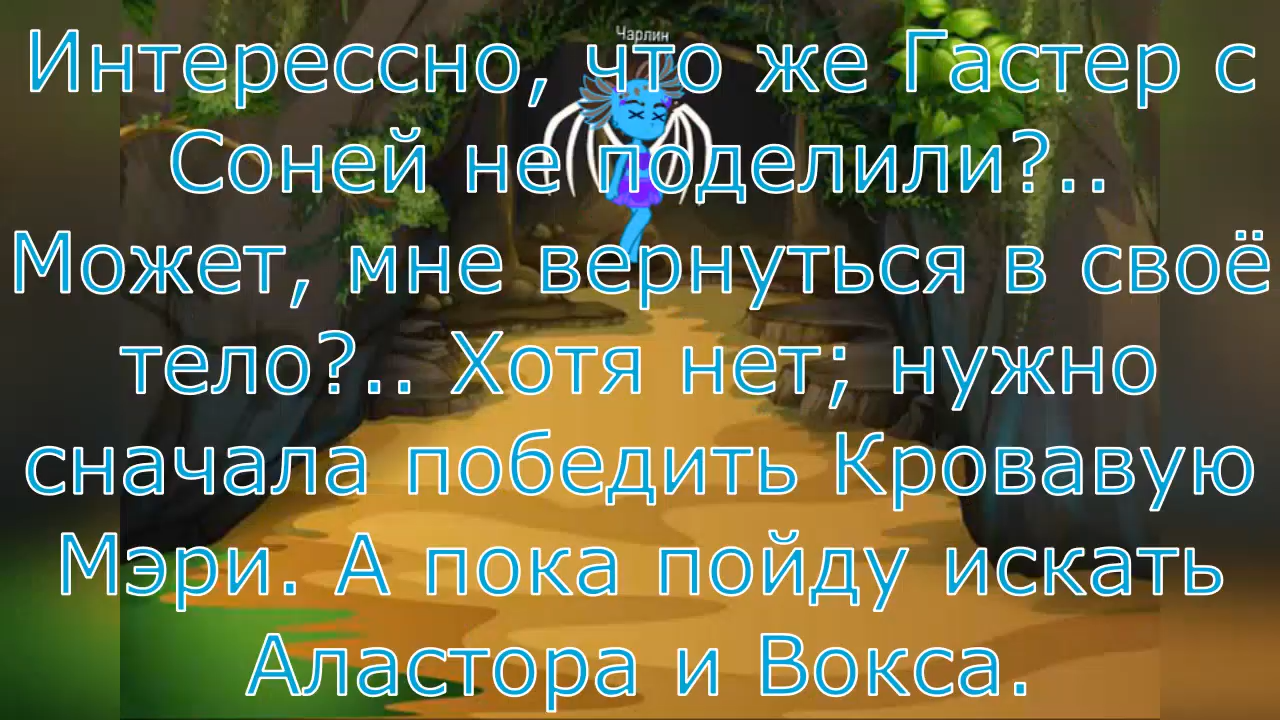 Чарлин
Интерессно, что же Гастер с
Соней не поделили?..
Может, мне вернуться в своё
тело?.. Хотя нет; нужно
сначала победить Кровавую
Мэри. А пока пойду искать
Аластора и Вокса.